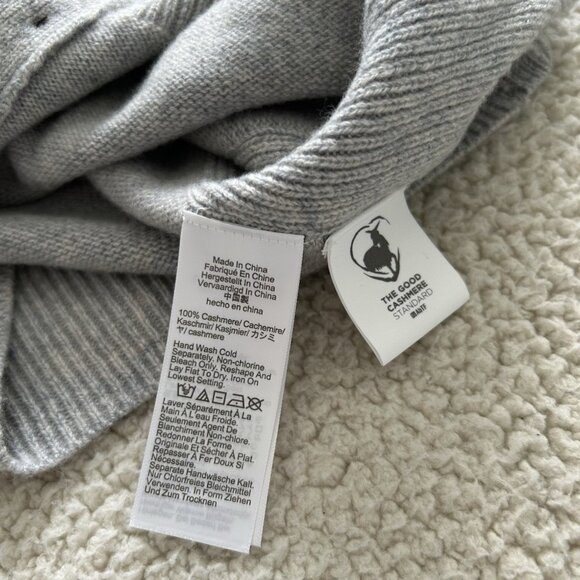 Made In China
Fabriqué En Chine
Hergestellt In China
Vervaardigd In China
中国製
hecho en china
100% Cashmere/ Cachemire/
Kaschmir/ Kasjmier/ カシミ
ヤ/ cashmere
Hand Wash Cold
Separately, Non-chlorine
Bleach Only, Reshape And
Lay Flat To Dry, Iron On
Lowest Setting.
Laver Séparément À La
Main À L'eau Froide.
Seulement Agent De
Blanchiment Non-chlore.
Redonner La Forme
Originale Et Sécher À Plat.
Repasser À Fer Doux Si
Nécessaire.
Separate Handwäsche Kalt.
Nur Chlorfreies Bleichmittel
Verwenden. In Form Ziehen
Und Zum Trocknen
THE GOOD
CASHMERE
STANDARD
AbTF